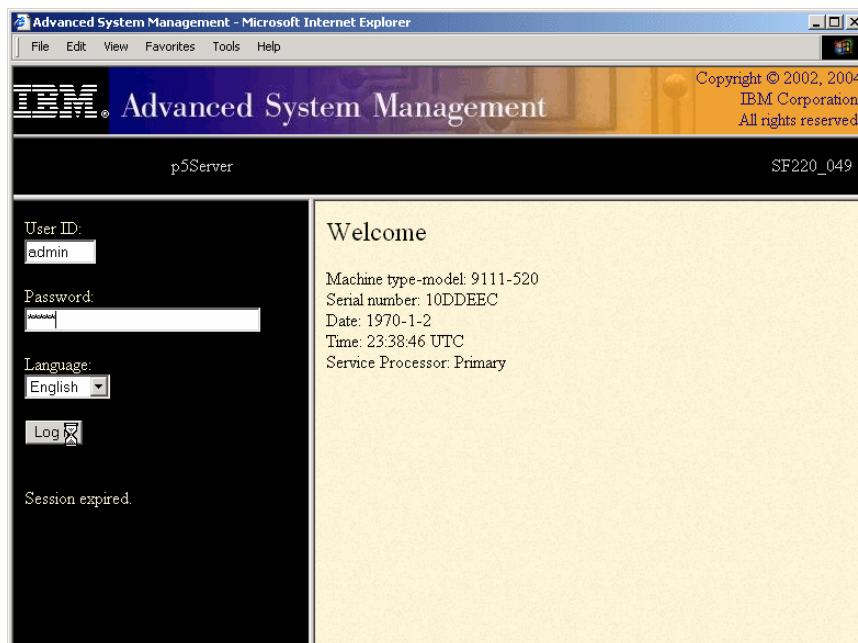 Advanced System Management - Microsoft Internet Explorer
File Edit View Favorites Tools Help
IBM® Advanced System Management
Copyright © 2002, 2004
IBM Corporation
All rights reserved
p5Server SF220_049
User ID:
admin
Password:
*****
Language:
English
Log
Session expired.
Welcome
Machine type-model: 9111-520
Serial number: 10DDEEC
Date: 1970-1-2
Time: 23:38:46 UTC
Service Processor: Primary